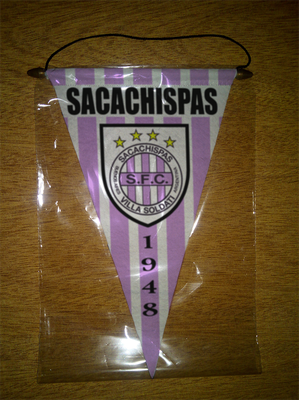 SACACHISPAS
SACACHISPAS
S.F.C.
VILLA SOLDATI
1948